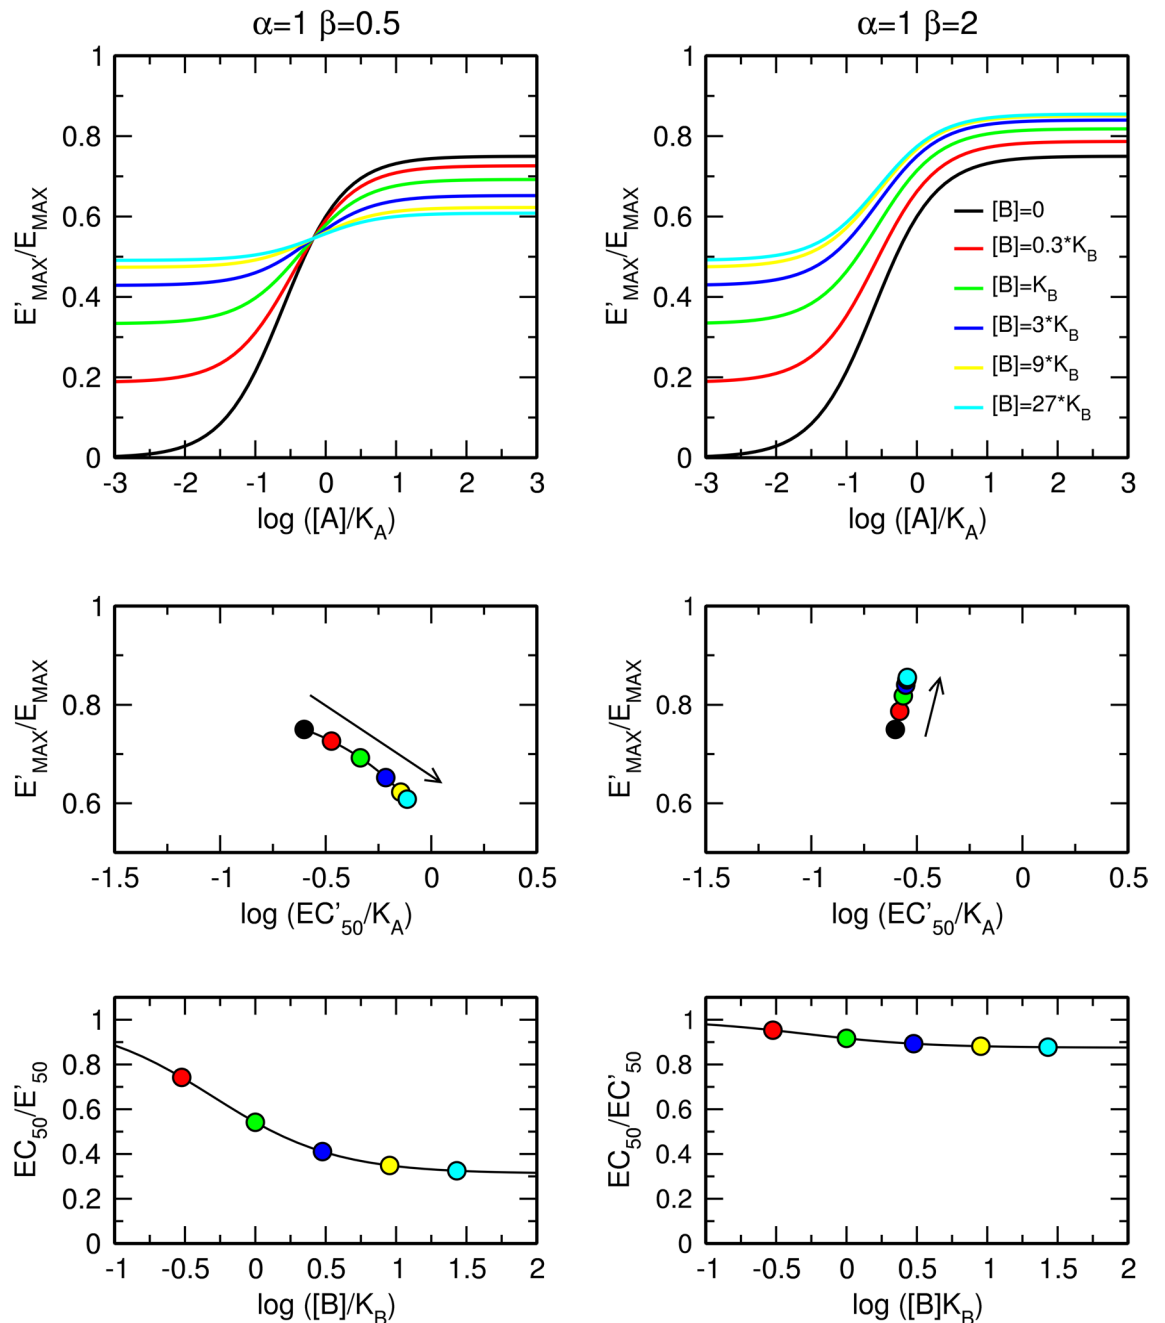 α=1 β=0.5
1
0.8
0.6
0.4
0.2
0
E'MAX/EMAX
-3 -2 -1 0 1 2 3
log ([A]/KA)
α=1 β=2
1
0.8
0.6
0.4
0.2
0
E'MAX/EMAX
[B]=0
[B]=0.3*KB
[B]=KB
[B]=3*KB
[B]=9*KB
[B]=27*KB
-3 -2 -1 0 1 2 3
log ([A]/KA)
1
0.8
0.6
E'MAX/EMAX
-1.5 -1 -0.5 0 0.5
log (EC'50/KA)
1
0.8
0.6
E'MAX/EMAX
-1.5 -1 -0.5 0 0.5
log (EC'50/KA)
1
0.8
0.6
0.4
0.2
0
EC50/E'50
-1 -0.5 0 0.5 1 1.5 2
log ([B]/KB)
1
0.8
0.6
0.4
0.2
0
EC50/EC'50
-1 -0.5 0 0.5 1 1.5 2
log ([B]KB)